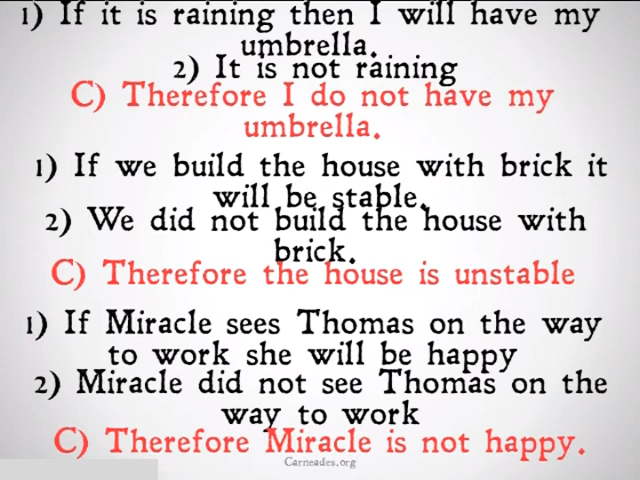 1) If it is raining then I will have my
umbrella.
2) It is not raining
C) Therefore I do not have my
umbrella.
1) If we build the house with brick it
will be stable.
2) We did not build the house with
brick.
C) Therefore the house is unstable
1) If Miracle sees Thomas on the way
to work she will be happy
2) Miracle did not see Thomas on the
way to work
C) Therefore Miracle is not happy.
Carneades.org